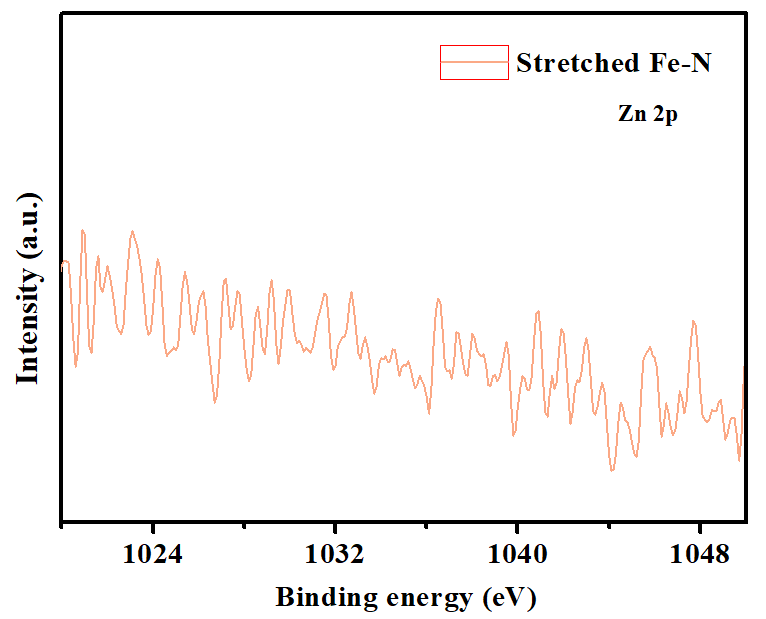 Stretched Fe-N
Zn 2p
Intensity (a.u.)
1024 1032 1040 1048
Binding energy (eV)